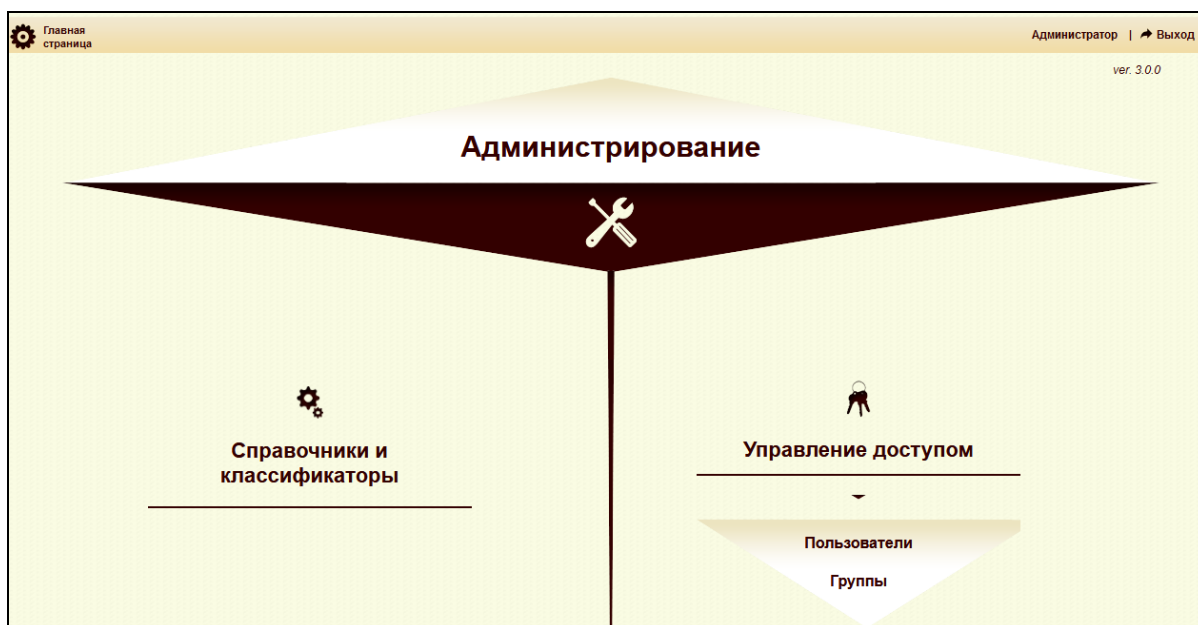 Главная
страница
Администратор | Выход
ver. 3.0.0
Администрирование
Справочники и
классификаторы
Управление доступом
Пользователи
Группы